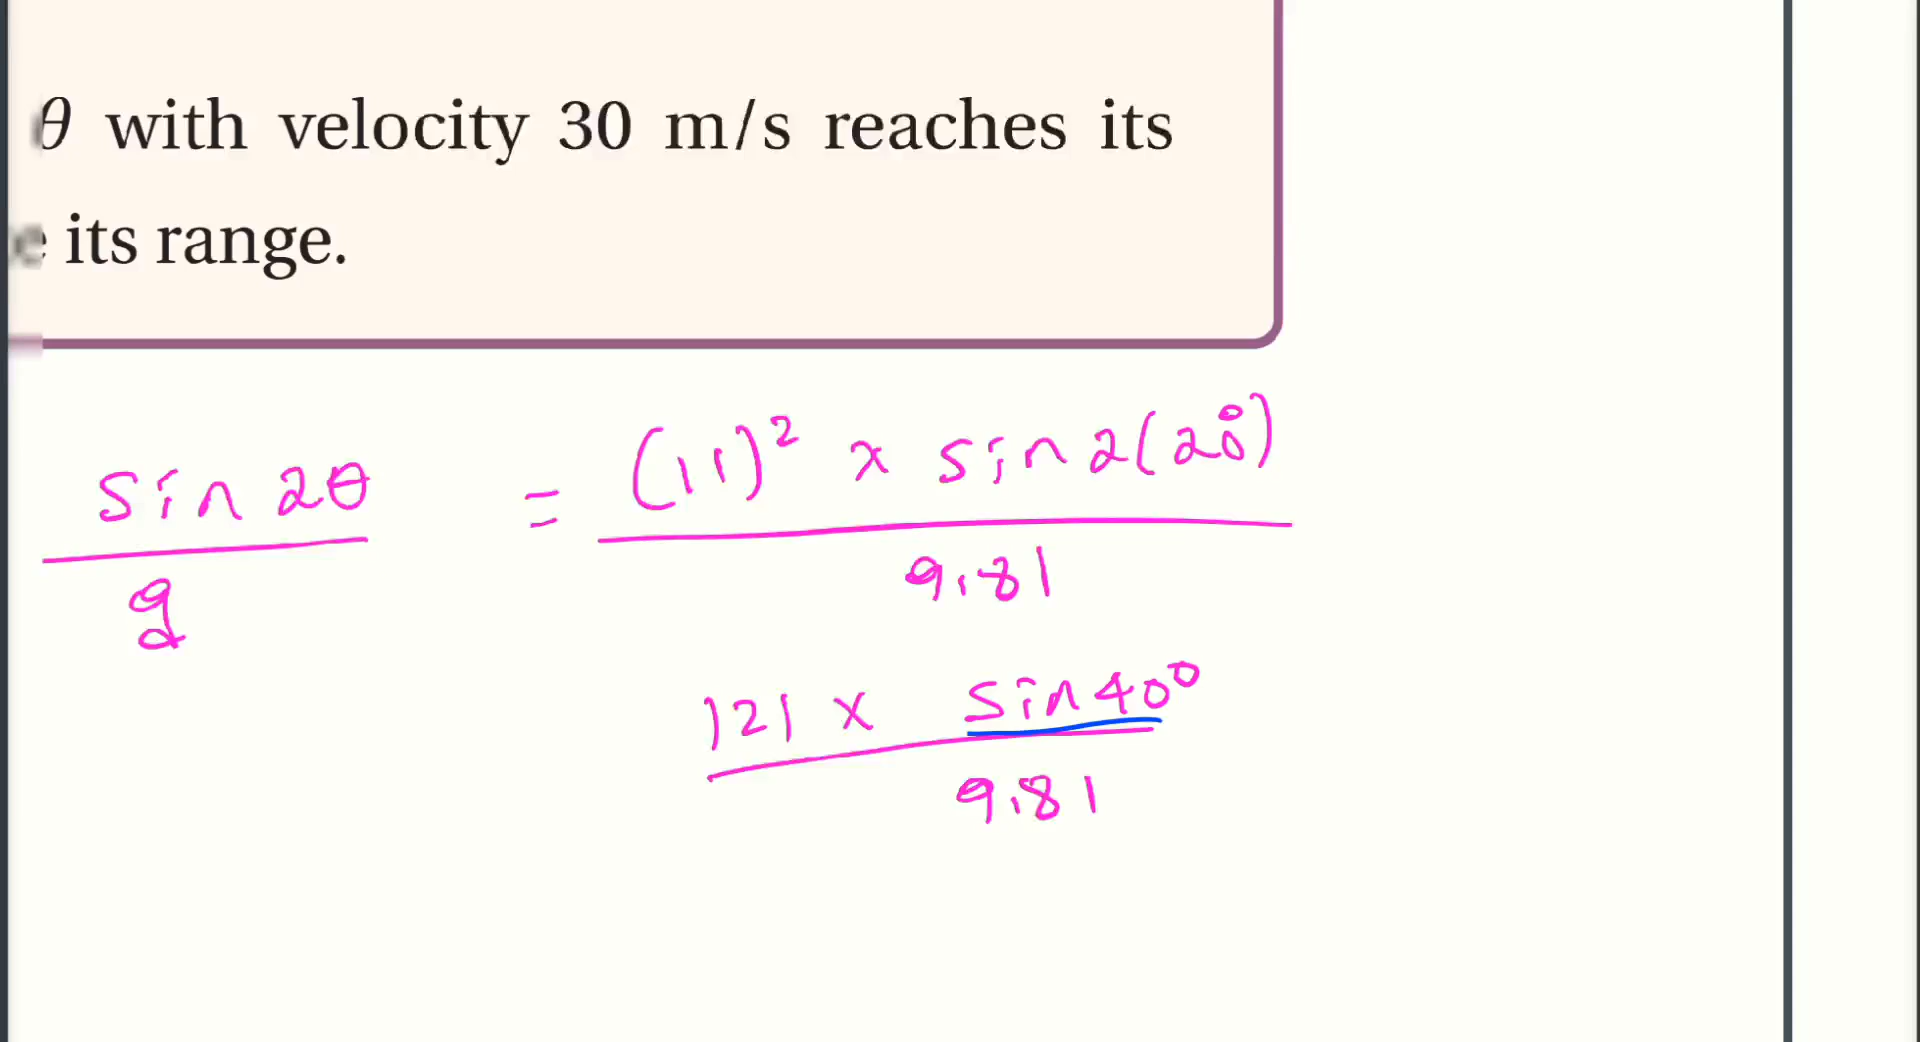 θ with velocity 30 m/s reaches its
e its range.
sin 2θ / g = (11)² × sin 2(20°) / 9.81
121 × sin 40° / 9.81